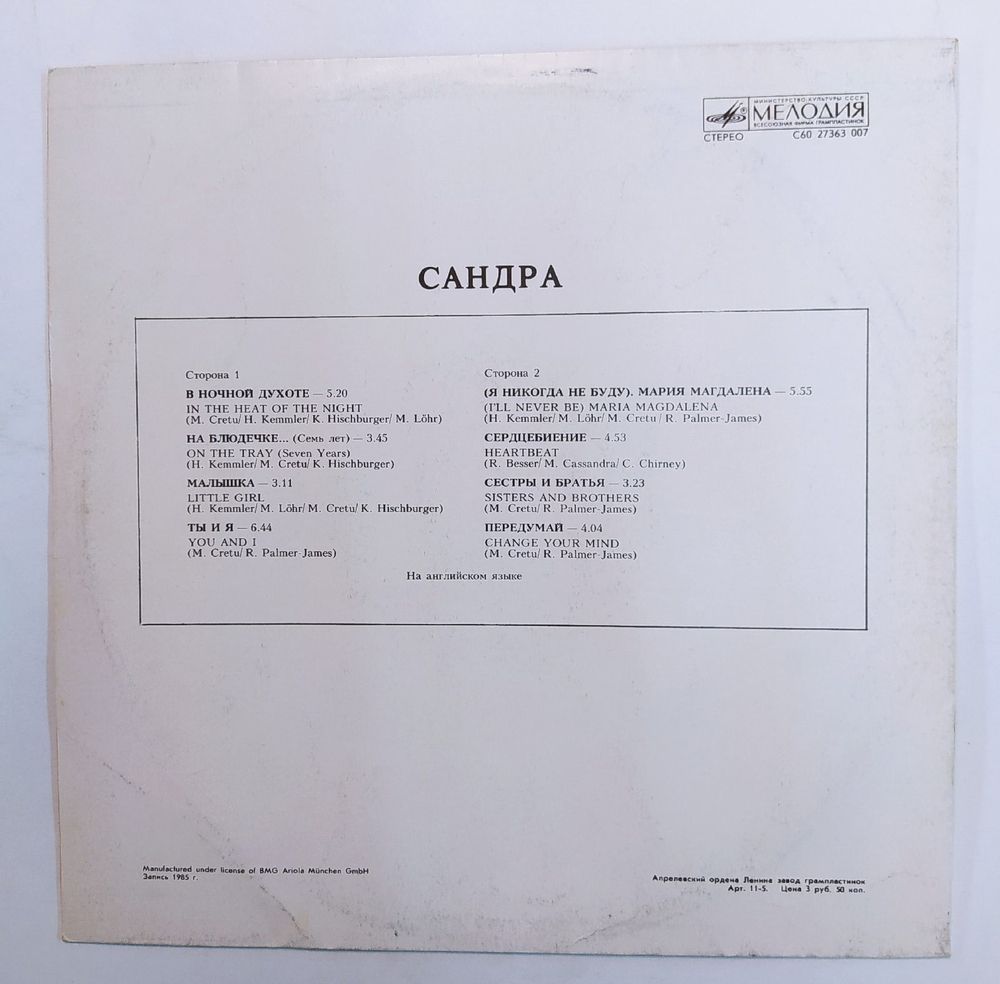 МИНИСТЕРСТВО КУЛЬТУРЫ СССР
МЕЛОДИЯ
ВСЕСОЮЗНАЯ ФИРМА ГРАМПЛАСТИНОК
СТЕРЕО С60 27363 007
САНДРА
Сторона 1
В НОЧНОЙ ДУХОТЕ — 5.20
IN THE HEAT OF THE NIGHT
(M. Cretu/ H. Kemmler/ K. Hischburger/ M. Löhr)
НА БЛЮДЕЧКЕ... (Семь лет) — 3.45
ON THE TRAY (Seven Years)
(H. Kemmler/ M. Cretu/ K. Hischburger)
МАЛЫШКА — 3.11
LITTLE GIRL
(H. Kemmler/ M. Löhr/ M. Cretu/ K. Hischburger)
ТЫ И Я — 6.44
YOU AND I
(M. Cretu/ R. Palmer-James)
Сторона 2
(Я НИКОГДА НЕ БУДУ). МАРИЯ МАГДАЛЕНА — 5.55
(I'LL NEVER BE) MARIA MAGDALENA
(H. Kemmler/ M. Löhr/ M. Cretu/ R. Palmer-James)
СЕРДЦЕБИЕНИЕ — 4.53
HEARTBEAT
(R. Besser/ M. Cassandra/ C. Chirney)
СЕСТРЫ И БРАТЬЯ — 3.23
SISTERS AND BROTHERS
(M. Cretu/ R. Palmer-James)
ПЕРЕДУМАЙ — 4.04
CHANGE YOUR MIND
(M. Cretu/ R. Palmer-James)
На английском языке
Manufactured under license of BMG Ariola München GmbH
Запись 1985 г.
Апрелевский ордена Ленина завод грампластинок
Арт. 11-5. Цена 3 руб. 50 коп.